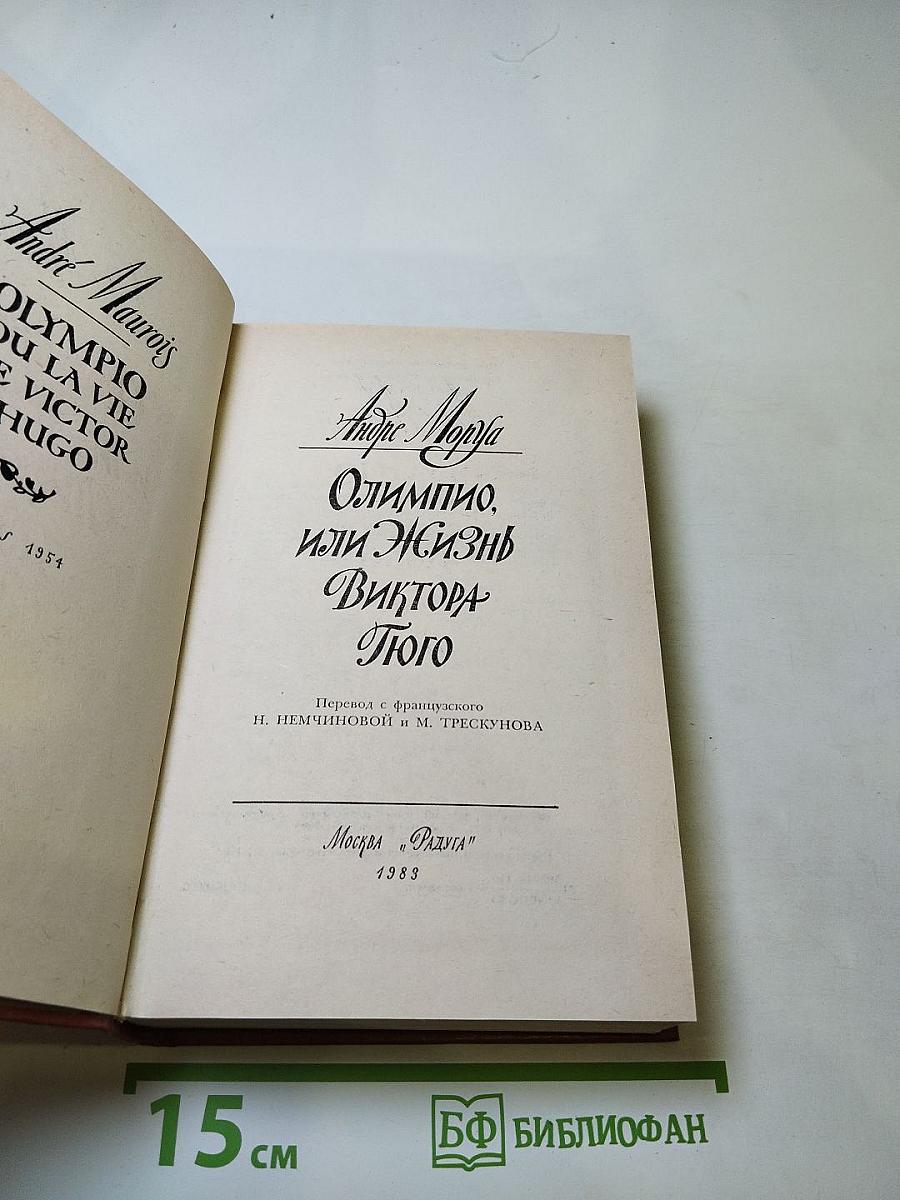 André Maurois
OLYMPIO
OU LA VIE
E VICTOR
HUGO
s 1954
Андре Моруа
Олимпио,
или Жизнь
Виктора
Гюго
Перевод с французского
Н. НЕМЧИНОВОЙ и М. ТРЕСКУНОВА
Москва „Радуга"
1983
15 см
БФ БИБЛИОФАН